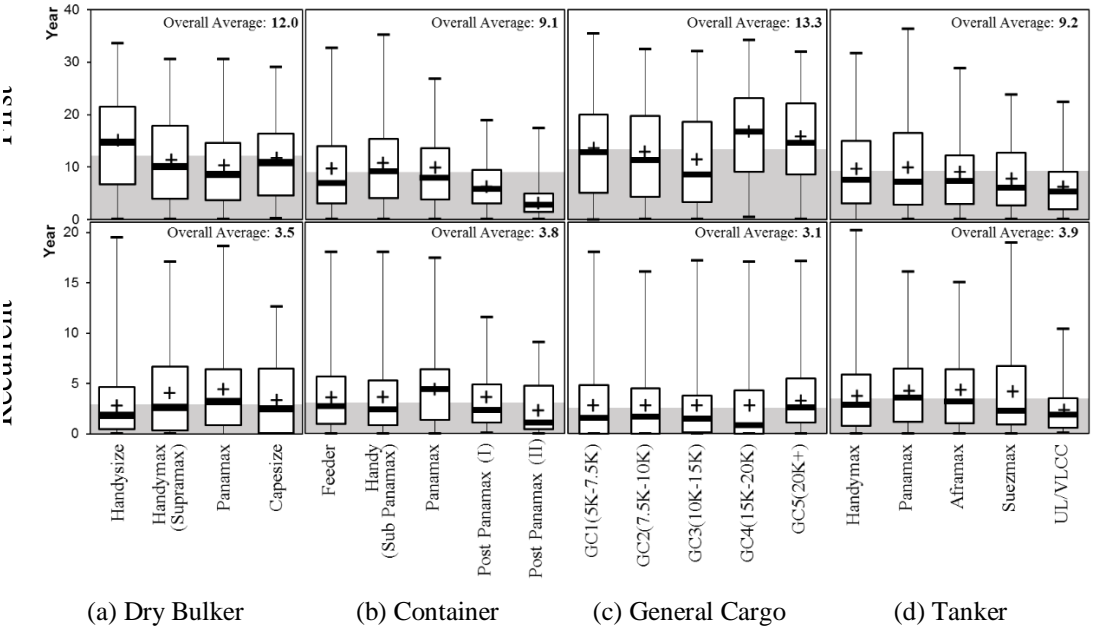 Year
40
30
20
10
0
First
Overall Average: 12.0
Overall Average: 9.1
Overall Average: 13.3
Overall Average: 9.2
Year
20
15
10
5
0
Recurrent
Overall Average: 3.5
Overall Average: 3.8
Overall Average: 3.1
Overall Average: 3.9
Handysize
Handymax
(Supramax)
Panamax
Capesize
Feeder
Handy
(Sub Panamax)
Panamax
Post Panamax (I)
Post Panamax (II)
GC1(5K-7.5K)
GC2(7.5K-10K)
GC3(10K-15K)
GC4(15K-20K)
GC5(20K+)
Handymax
Panamax
Aframax
Suezmax
UL/VLCC
(a) Dry Bulker
(b) Container
(c) General Cargo
(d) Tanker